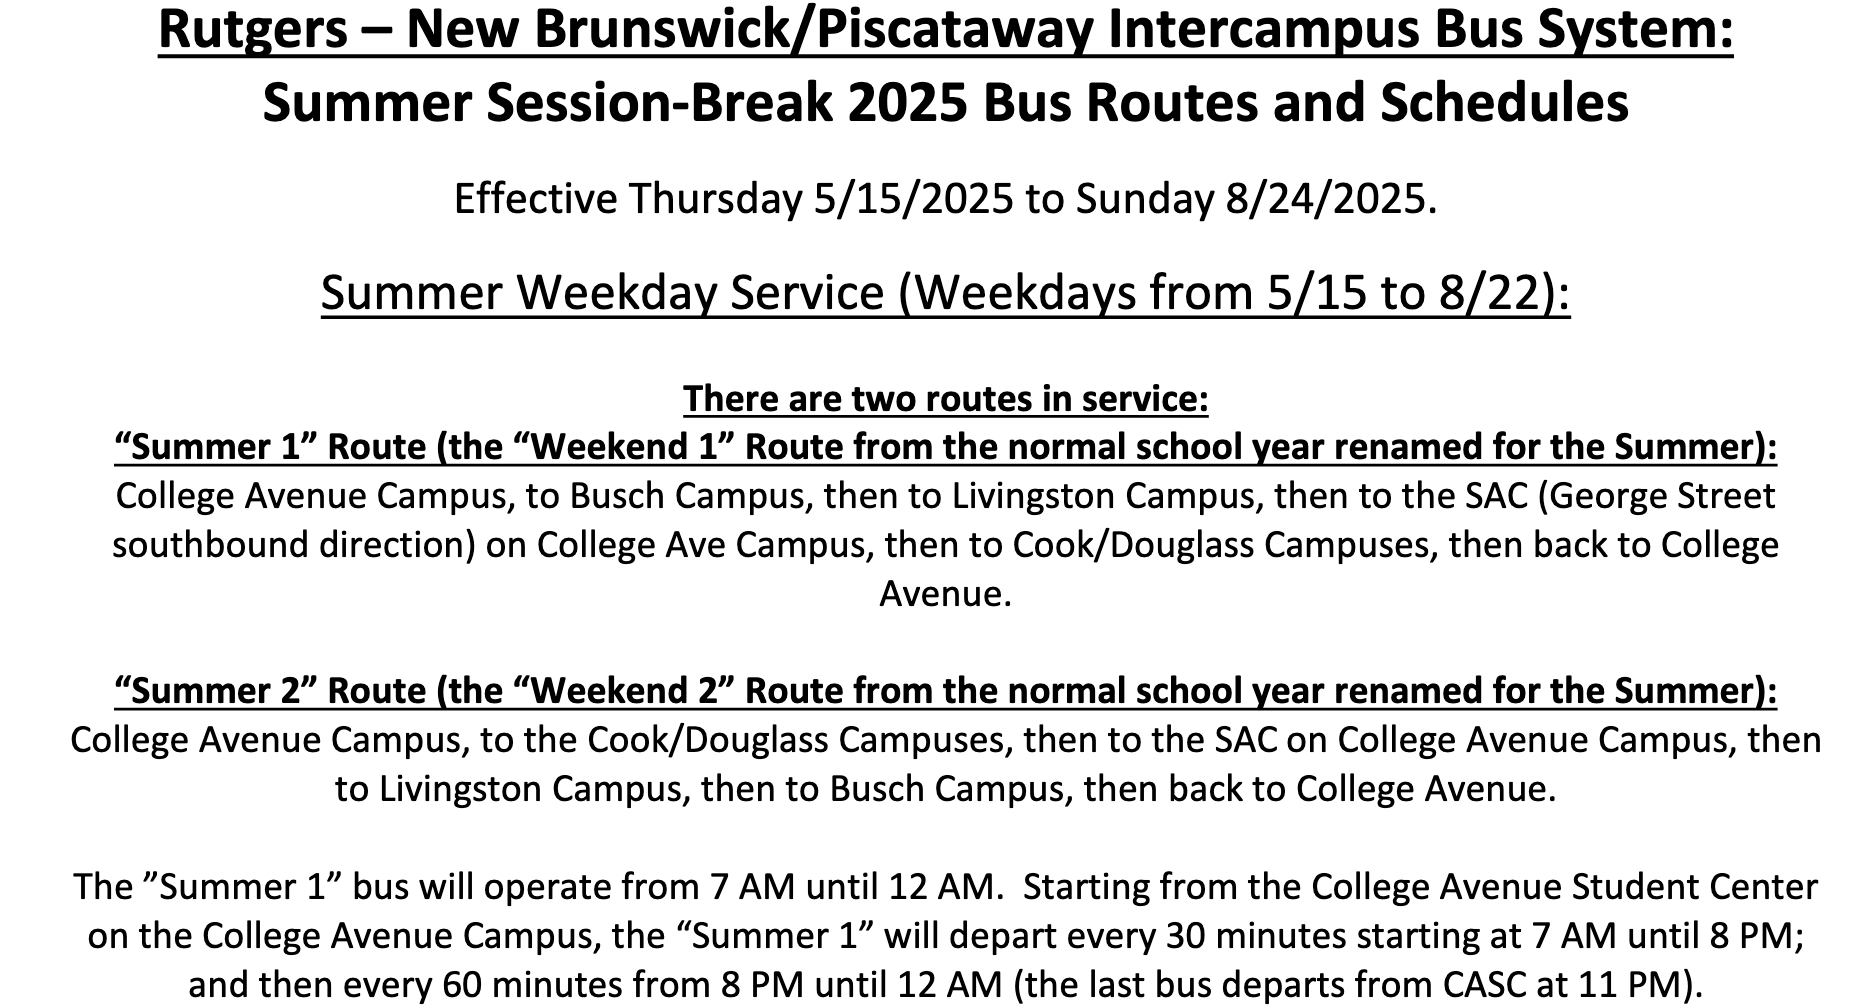 Rutgers – New Brunswick/Piscataway Intercampus Bus System:
Summer Session-Break 2025 Bus Routes and Schedules
Effective Thursday 5/15/2025 to Sunday 8/24/2025.
Summer Weekday Service (Weekdays from 5/15 to 8/22):
There are two routes in service:
“Summer 1” Route (the “Weekend 1” Route from the normal school year renamed for the Summer):
College Avenue Campus, to Busch Campus, then to Livingston Campus, then to the SAC (George Street
southbound direction) on College Ave Campus, then to Cook/Douglass Campuses, then back to College
Avenue.
“Summer 2” Route (the “Weekend 2” Route from the normal school year renamed for the Summer):
College Avenue Campus, to the Cook/Douglass Campuses, then to the SAC on College Avenue Campus, then
to Livingston Campus, then to Busch Campus, then back to College Avenue.
The ”Summer 1” bus will operate from 7 AM until 12 AM.  Starting from the College Avenue Student Center
on the College Avenue Campus, the “Summer 1” will depart every 30 minutes starting at 7 AM until 8 PM;
and then every 60 minutes from 8 PM until 12 AM (the last bus departs from CASC at 11 PM).